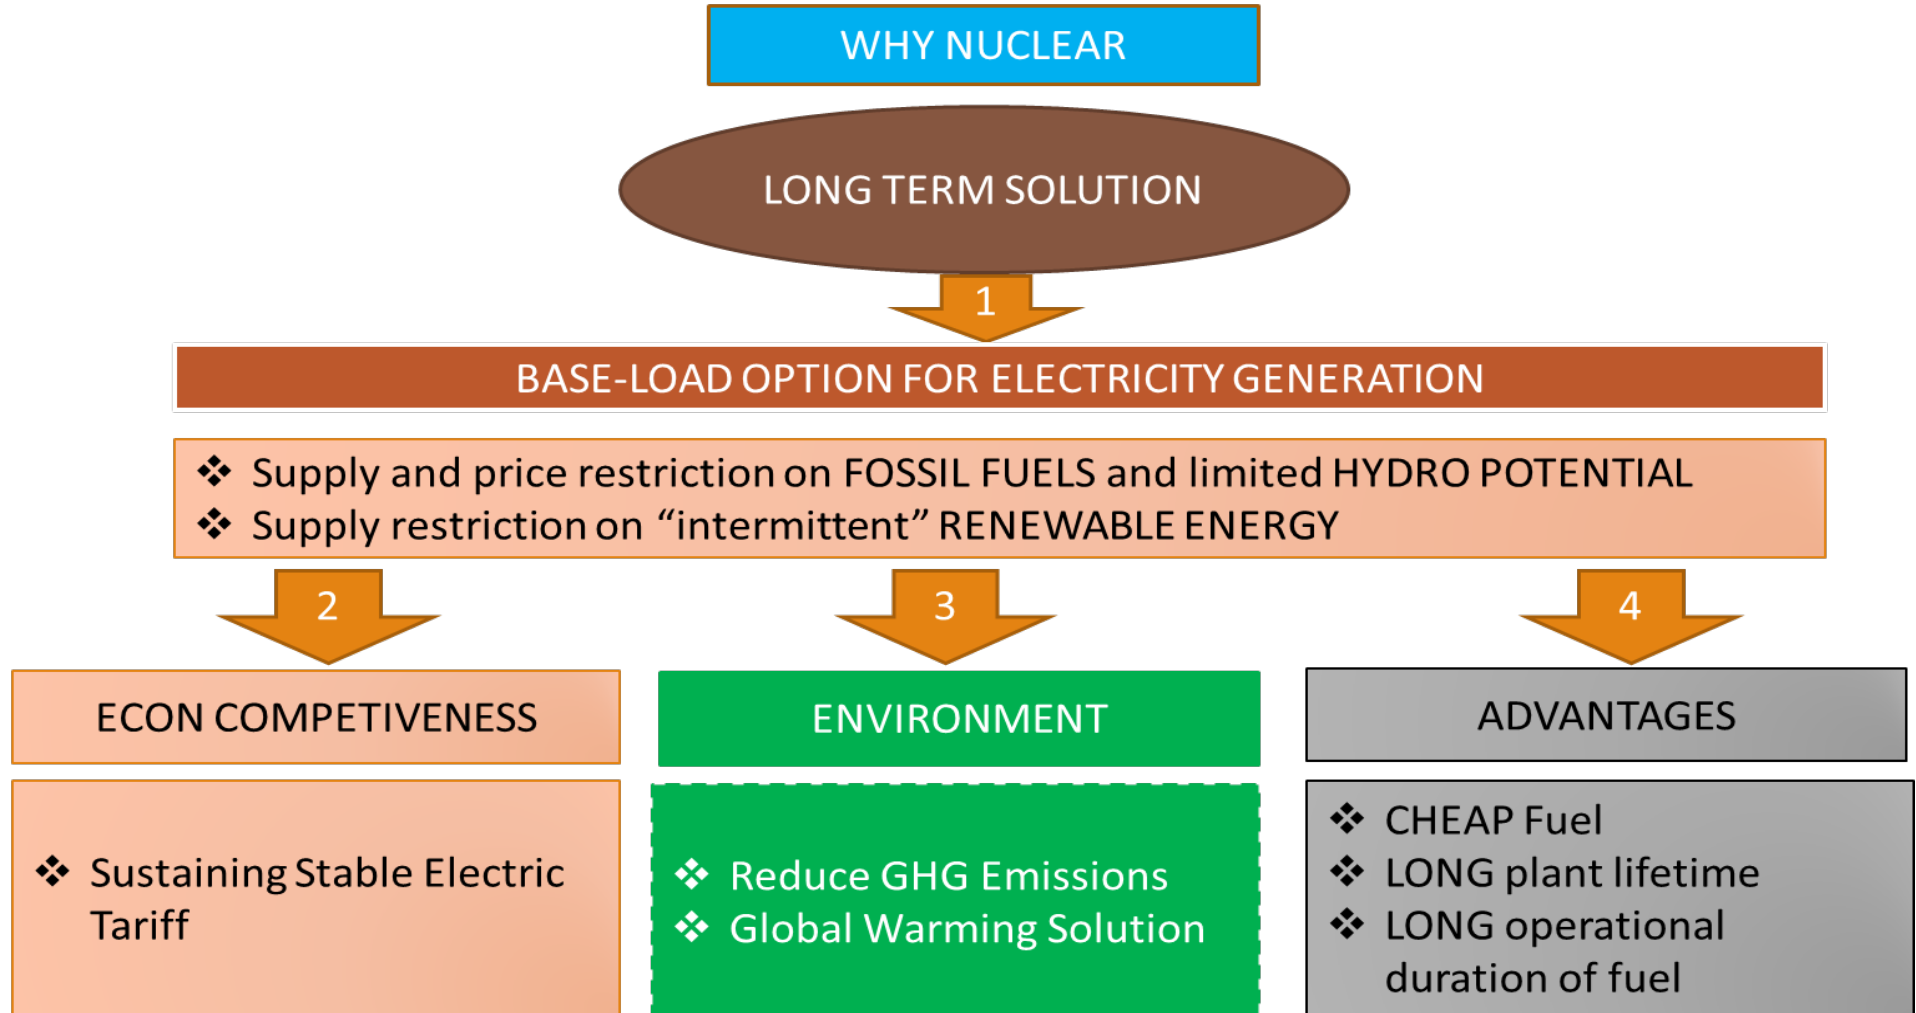 WHY NUCLEAR
LONG TERM SOLUTION
1
BASE-LOAD OPTION FOR ELECTRICITY GENERATION
❖ Supply and price restriction on FOSSIL FUELS and limited HYDRO POTENTIAL
❖ Supply restriction on “intermittent” RENEWABLE ENERGY
2
3
4
ECON COMPETIVENESS
❖ Sustaining Stable Electric
Tariff
ENVIRONMENT
❖ Reduce GHG Emissions
❖ Global Warming Solution
ADVANTAGES
❖ CHEAP Fuel
❖ LONG plant lifetime
❖ LONG operational
duration of fuel